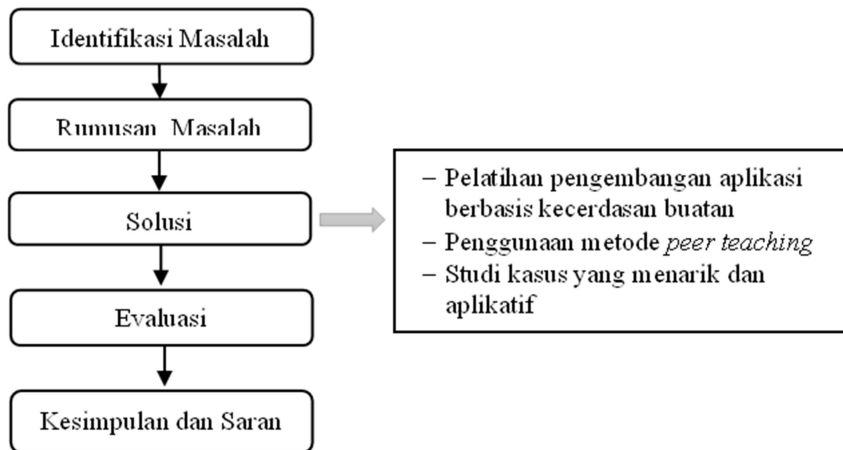 Identifikasi Masalah
Rumusan Masalah
Solusi
– Pelatihan pengembangan aplikasi
berbasis kecerdasan buatan
– Penggunaan metode peer teaching
– Studi kasus yang menarik dan
aplikatif
Evaluasi
Kesimpulan dan Saran